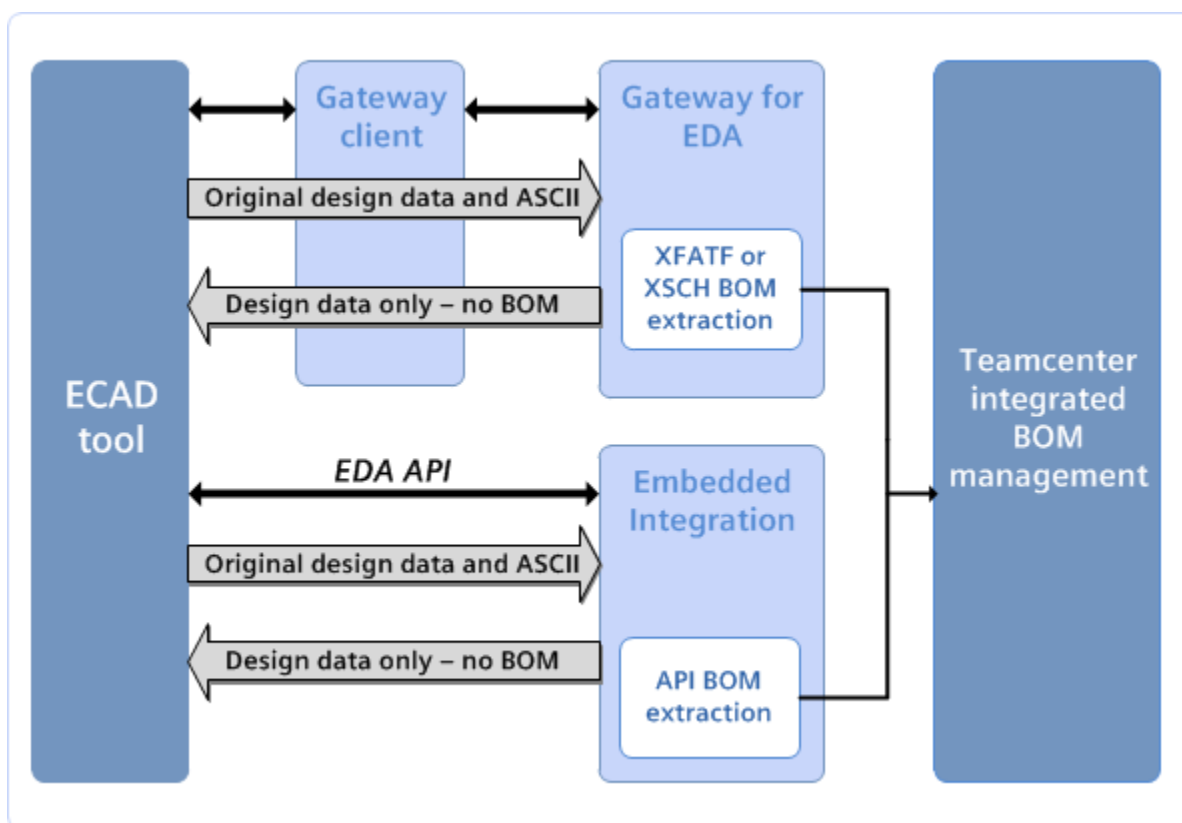 Gateway
client
Gateway for
EDA
Original design data and ASCII
XFATF or
XSCH BOM
extraction
Design data only – no BOM
ECAD
tool
Teamcenter
integrated
BOM
management
EDA API
Embedded
Integration
Original design data and ASCII
Design data only – no BOM
API BOM
extraction